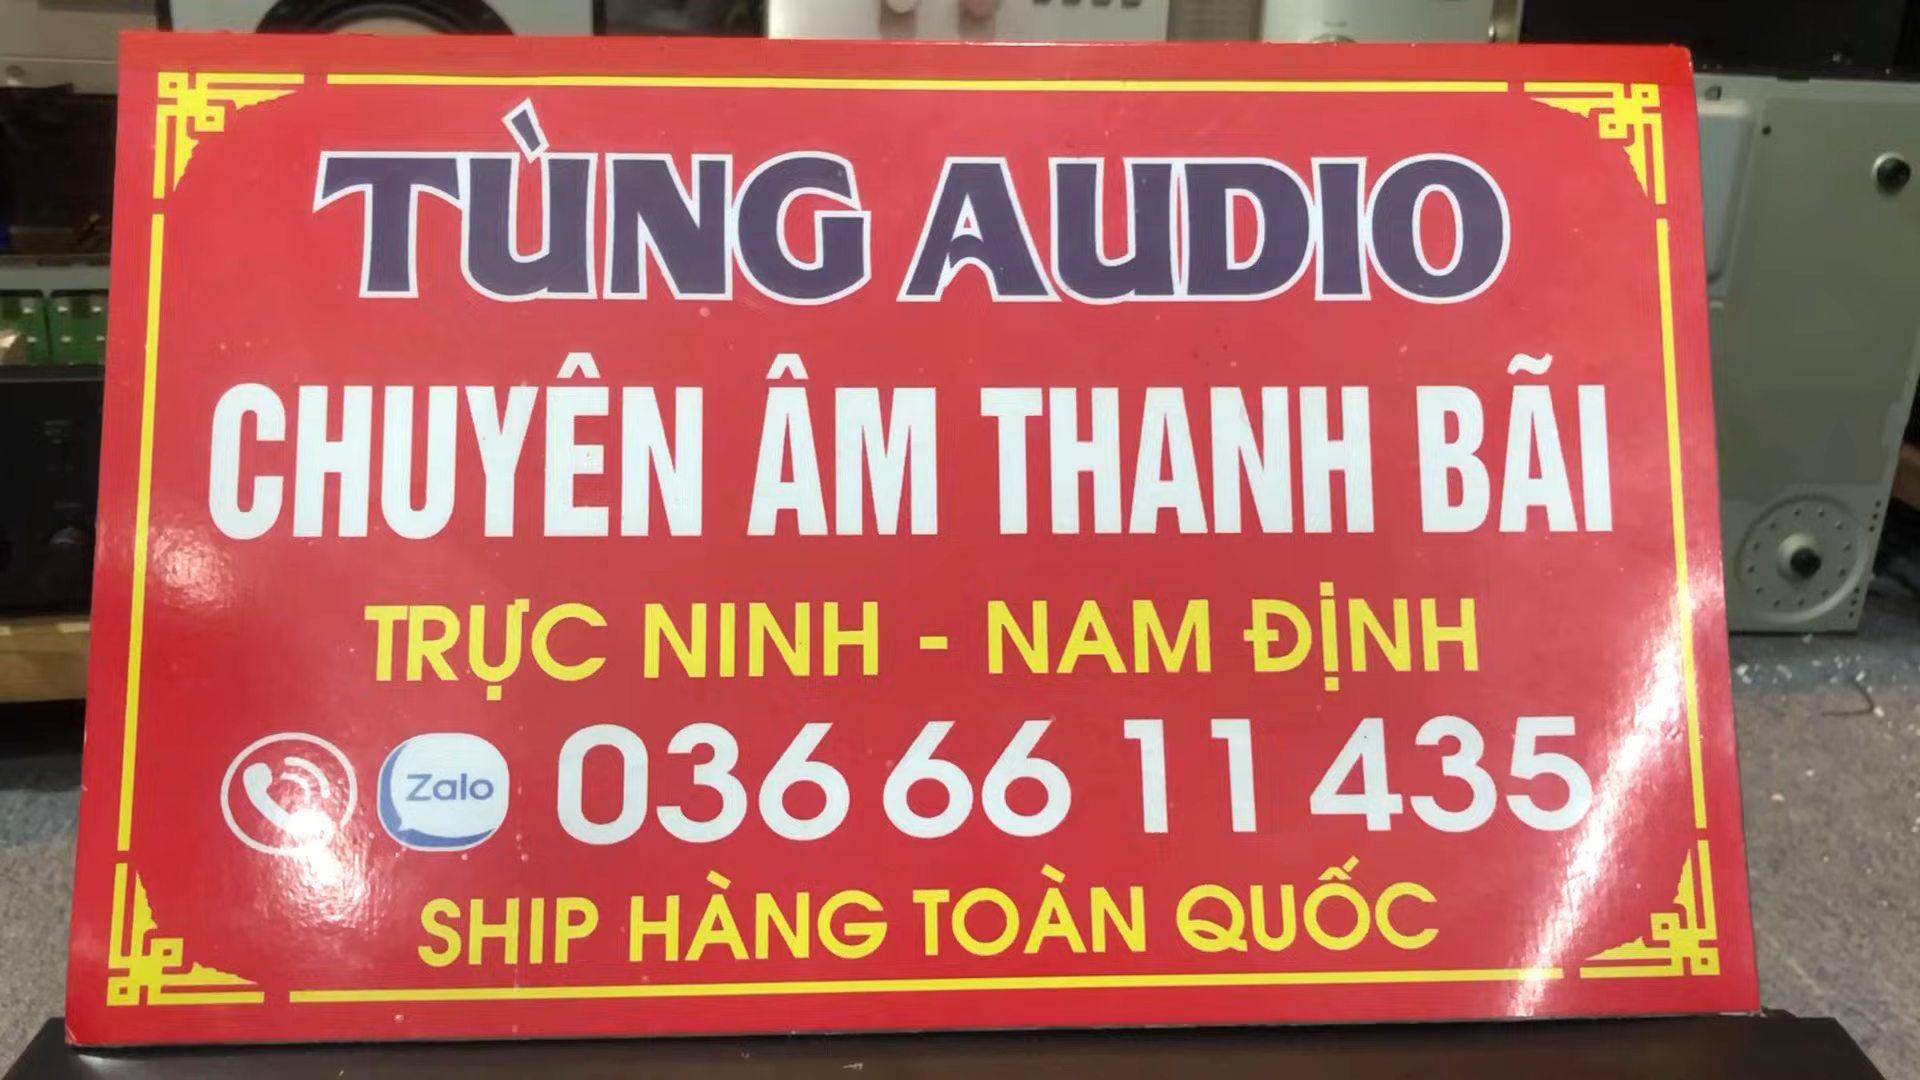 TÙNG AUDIO
CHUYÊN ÂM THANH BÃI
TRỰC NINH - NAM ĐỊNH
Zalo 036 66 11 435
SHIP HÀNG TOÀN QUỐC